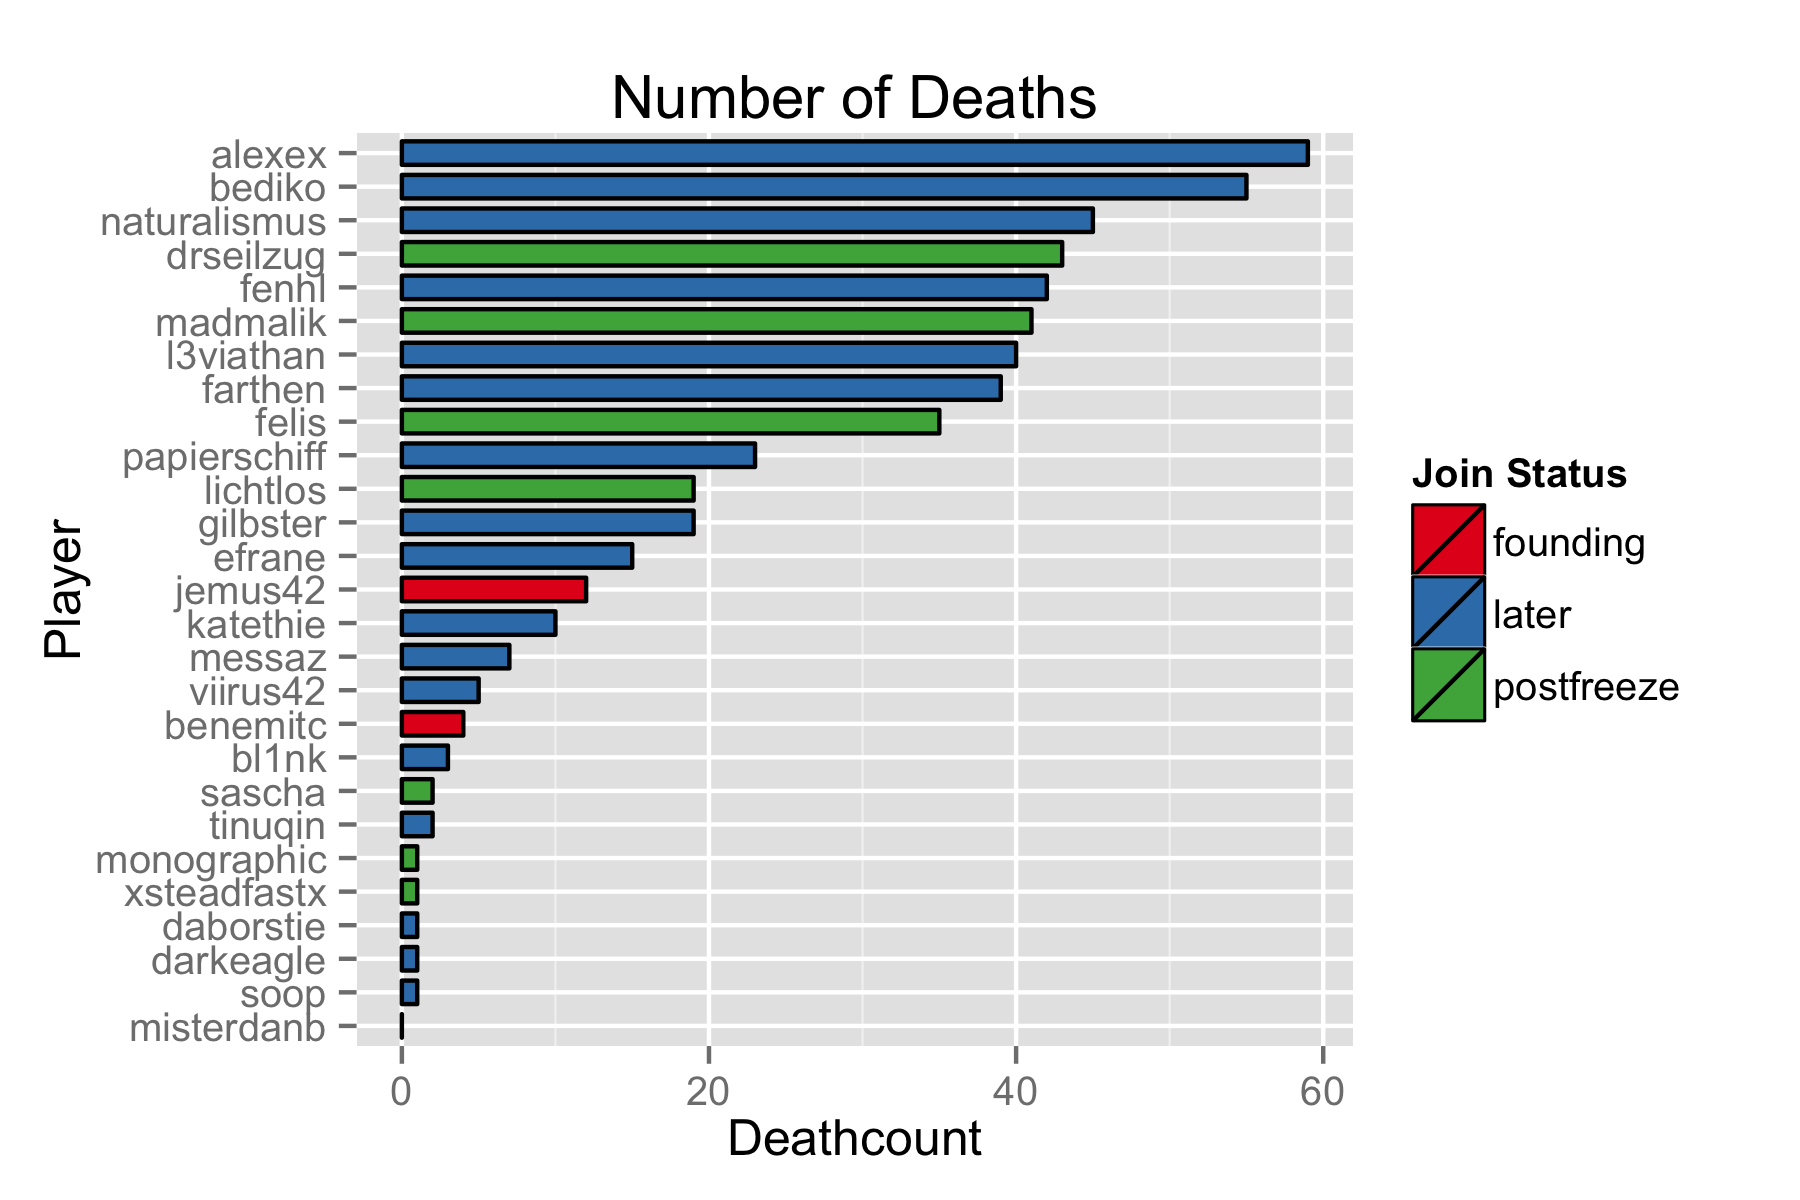 Number of Deaths
alexex
bediko
naturalismus
drseilzug
fenhl
madmalik
l3viathan
farthen
felis
papierschiff
lichtlos
gilbster
efrane
jemus42
katethie
messaz
viirus42
benemitc
bl1nk
sascha
tinuqin
monographic
xsteadfastx
daborstie
darkeagle
soop
misterdanb
Player
0 20 40 60
Deathcount
Join Status
founding
later
postfreeze